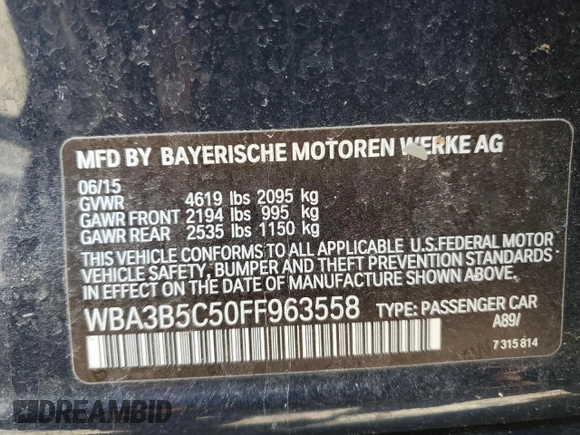 MFD BY BAYERISCHE MOTOREN WERKE AG
06/15
GVWR 4619 lbs 2095 kg
GAWR FRONT 2194 lbs 995 kg
GAWR REAR 2535 lbs 1150 kg
THIS VEHICLE CONFORMS TO ALL APPLICABLE U.S.FEDERAL MOTOR
VEHICLE SAFETY, BUMPER AND THEFT PREVENTION STANDARDS
IN EFFECT ON THE DATE OF MANUFACTURE SHOWN ABOVE.
WBA3B5C50FF963558 TYPE: PASSENGER CAR
A89/
7 315 814
DREAMBID